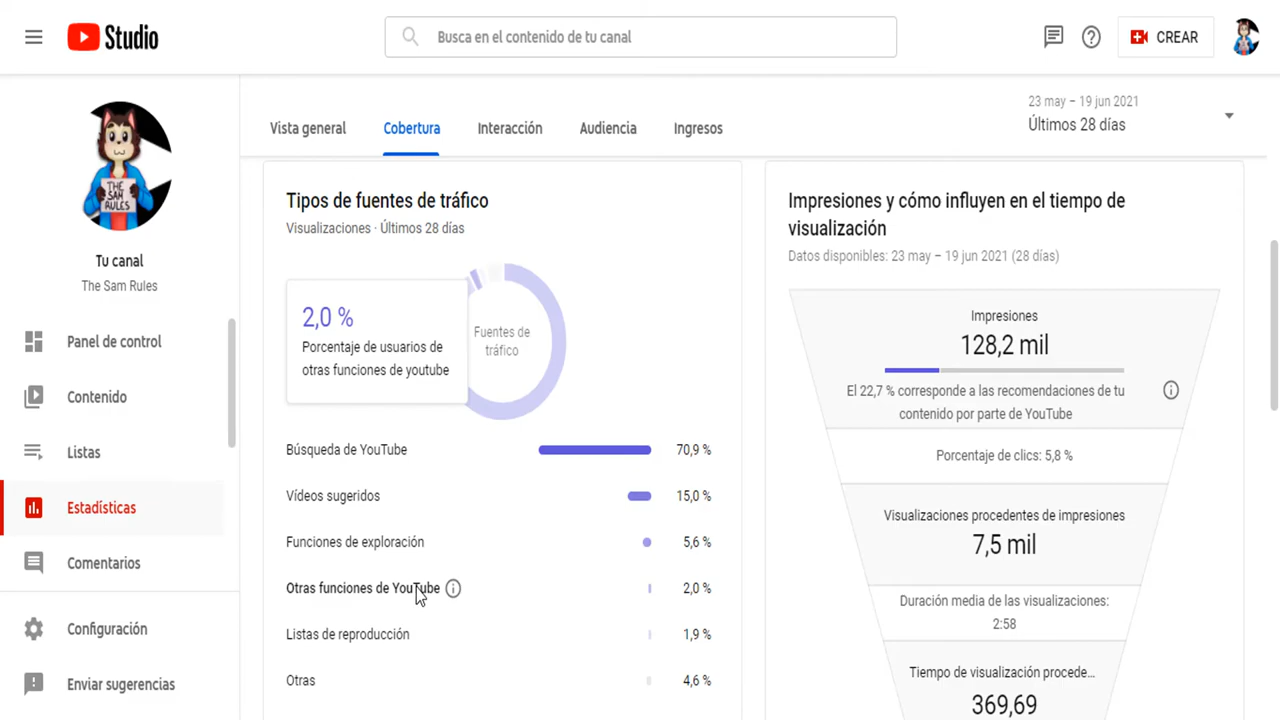 Studio
Busca en el contenido de tu canal
CREAR
THE
SAM
RULES
Tu canal
The Sam Rules
Panel de control
Contenido
Listas
Estadísticas
Comentarios
Configuración
Enviar sugerencias
Vista general
Cobertura
Interacción
Audiencia
Ingresos
23 may – 19 jun 2021
Últimos 28 días
Tipos de fuentes de tráfico
Visualizaciones · Últimos 28 días
2,0 %
Porcentaje de usuarios de
otras funciones de youtube
Fuentes de
tráfico
Búsqueda de YouTube 70,9 %
Vídeos sugeridos 15,0 %
Funciones de exploración 5,6 %
Otras funciones de YouTube 2,0 %
Listas de reproducción 1,9 %
Otras 4,6 %
Impresiones y cómo influyen en el tiempo de
visualización
Datos disponibles: 23 may – 19 jun 2021 (28 días)
Impresiones
128,2 mil
El 22,7 % corresponde a las recomendaciones de tu
contenido por parte de YouTube
Porcentaje de clics: 5,8 %
Visualizaciones procedentes de impresiones
7,5 mil
Duración media de las visualizaciones:
2:58
Tiempo de visualización procede...
369,69